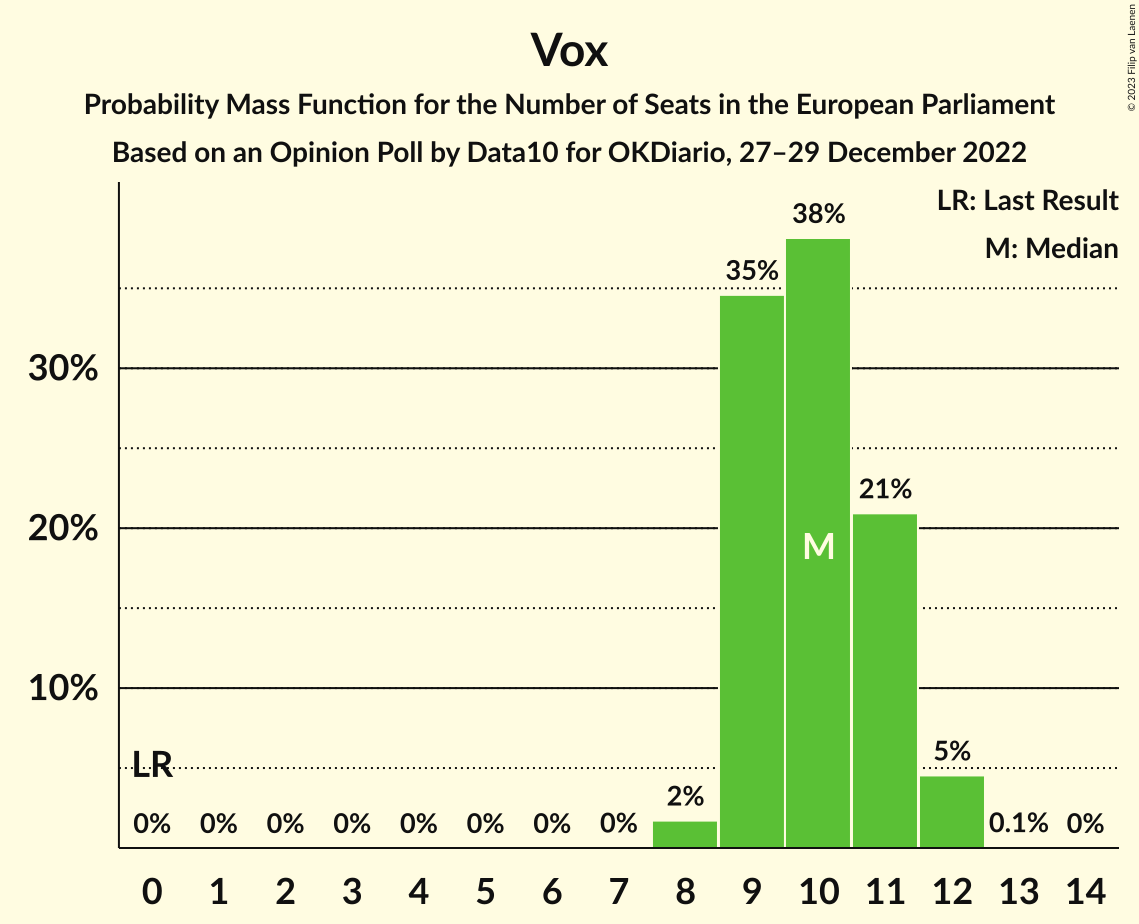 Vox
Probability Mass Function for the Number of Seats in the European Parliament
Based on an Opinion Poll by Data10 for OKDiario, 27–29 December 2022
© 2023 Filip van Laenen
LR: Last Result
M: Median
38%
35%
30%
21%
20%
M
10%
LR
5%
2%
0% 0% 0% 0% 0% 0% 0% 0% 0.1% 0%
0 1 2 3 4 5 6 7 8 9 10 11 12 13 14